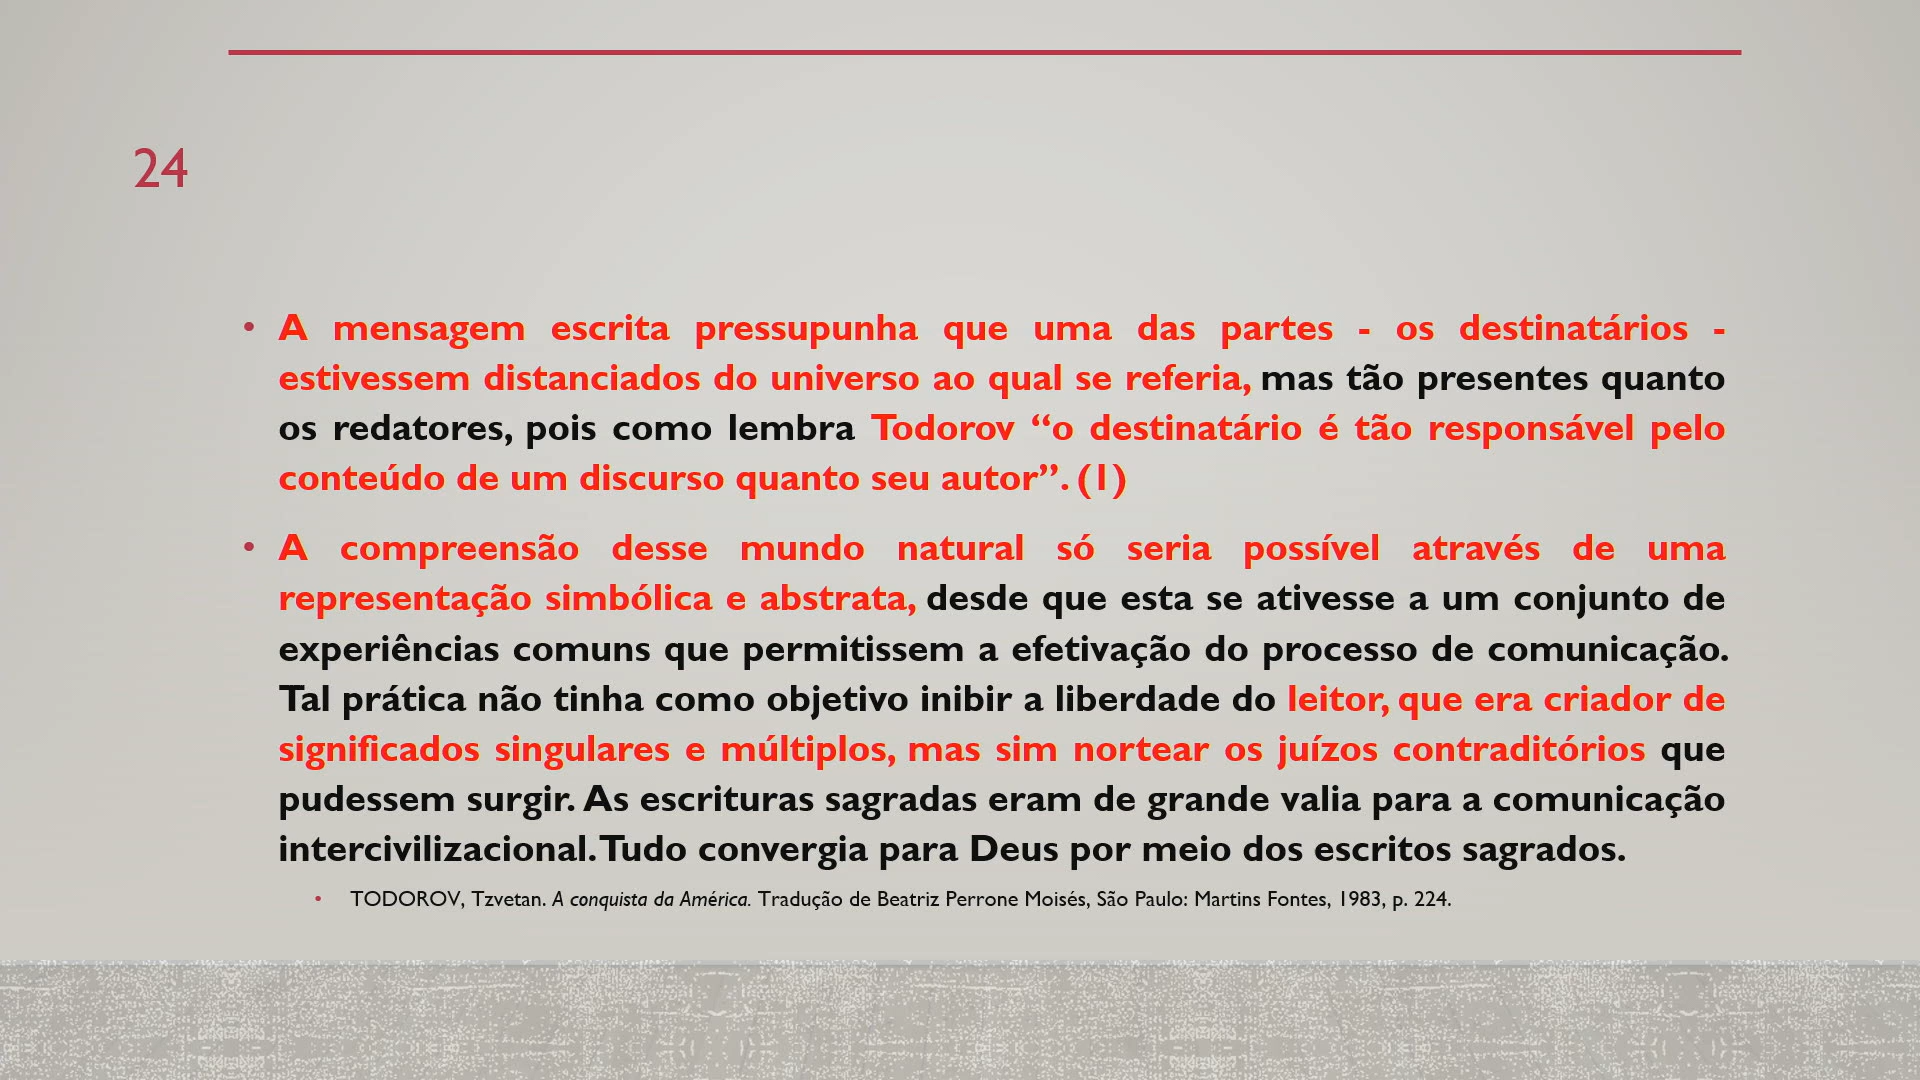 24
• A mensagem escrita pressupunha que uma das partes - os destinatários -
estivessem distanciados do universo ao qual se referia, mas tão presentes quanto
os redatores, pois como lembra Todorov “o destinatário é tão responsável pelo
conteúdo de um discurso quanto seu autor”. (1)
• A compreensão desse mundo natural só seria possível através de uma
representação simbólica e abstrata, desde que esta se ativesse a um conjunto de
experiências comuns que permitissem a efetivação do processo de comunicação.
Tal prática não tinha como objetivo inibir a liberdade do leitor, que era criador de
significados singulares e múltiplos, mas sim nortear os juízos contraditórios que
pudessem surgir. As escrituras sagradas eram de grande valia para a comunicação
intercivilizacional. Tudo convergia para Deus por meio dos escritos sagrados.
• TODOROV, Tzvetan. A conquista da América. Tradução de Beatriz Perrone Moisés, São Paulo: Martins Fontes, 1983, p. 224.